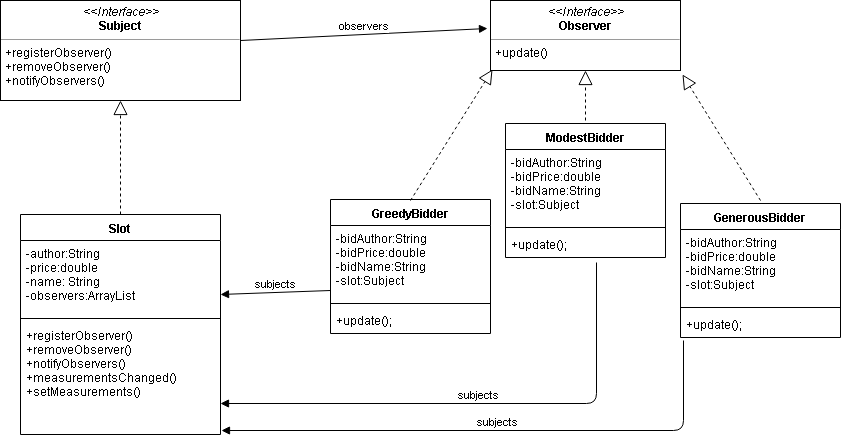 <<Interface>>
Subject
+registerObserver()
+removeObserver()
+notifyObservers()
observers
<<Interface>>
Observer
+update()
ModestBidder
-bidAuthor:String
-bidPrice:double
-bidName:String
-slot:Subject
+update();
GreedyBidder
-bidAuthor:String
-bidPrice:double
-bidName:String
-slot:Subject
+update();
GenerousBidder
-bidAuthor:String
-bidPrice:double
-bidName:String
-slot:Subject
+update();
Slot
-author:String
-price:double
-name: String
-observers:ArrayList
+registerObserver()
+removeObserver()
+notifyObservers()
+measurementsChanged()
+setMeasurements()
subjects
subjects
subjects